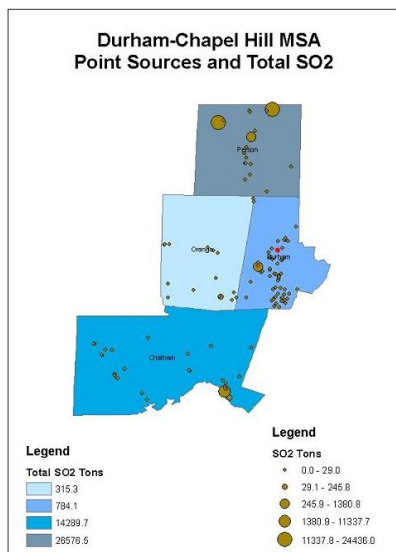 Durham-Chapel Hill MSA
Point Sources and Total SO2
Person
Orange
Durham
Chatham
Legend
Total SO2 Tons
315.3
784.1
14289.7
26576.5
Legend
SO2 Tons
0.0 - 29.0
29.1 - 245.8
245.9 - 1380.8
1380.9 - 11337.7
11337.8 - 24436.0